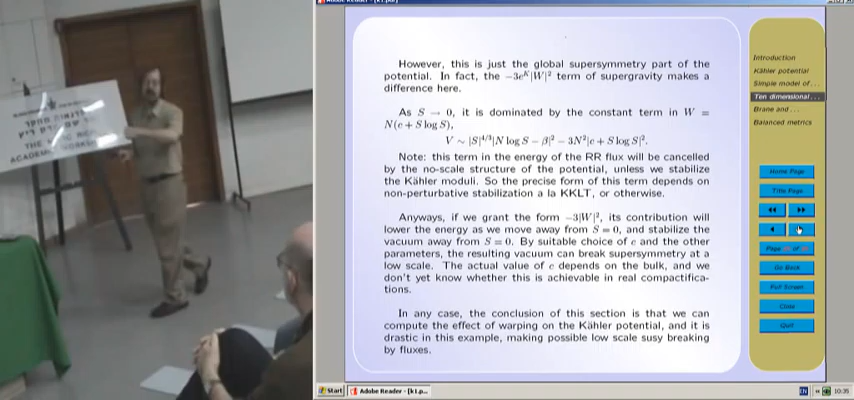 Adobe Reader - [k1.pdf]
However, this is just the global supersymmetry part of the
potential. In fact, the −3e^K|W|² term of supergravity makes a
difference here.
As S → 0, it is dominated by the constant term in W =
N(c + S log S),
V ∼ |S|^{4/3}|N log S − β|² − 3N²|c + S log S|².
Note: this term in the energy of the RR flux will be cancelled
by the no-scale structure of the potential, unless we stabilize
the Kähler moduli. So the precise form of this term depends on
non-perturbative stabilization a la KKLT, or otherwise.
Anyways, if we grant the form −3|W|², its contribution will
lower the energy as we move away from S = 0, and stabilize the
vacuum away from S = 0. By suitable choice of c and the other
parameters, the resulting vacuum can break supersymmetry at a
low scale. The actual value of c depends on the bulk, and we
don't yet know whether this is achievable in real compactifica-
tions.
In any case, the conclusion of this section is that we can
compute the effect of warping on the Kähler potential, and it is
drastic in this example, making possible low scale susy breaking
by fluxes.
Introduction
Kähler potential
Simple model of...
Ten dimensional...
Brane and...
Balanced metrics
Home Page
Title Page
Page of
Go Back
Full Screen
Close
Quit
Start
Adobe Reader - [k1.p...
EN
10:35
THE
ACADEM